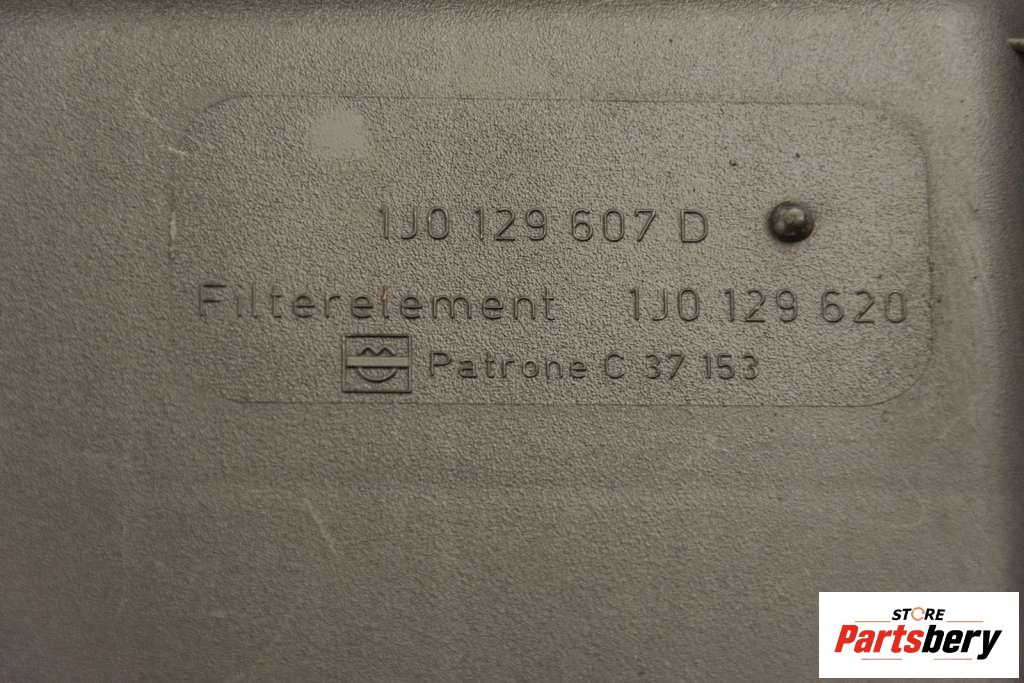 1J0 129 607 D
Filterelement 1J0 129 620
Patrone C 37 153
STORE
Partsbery